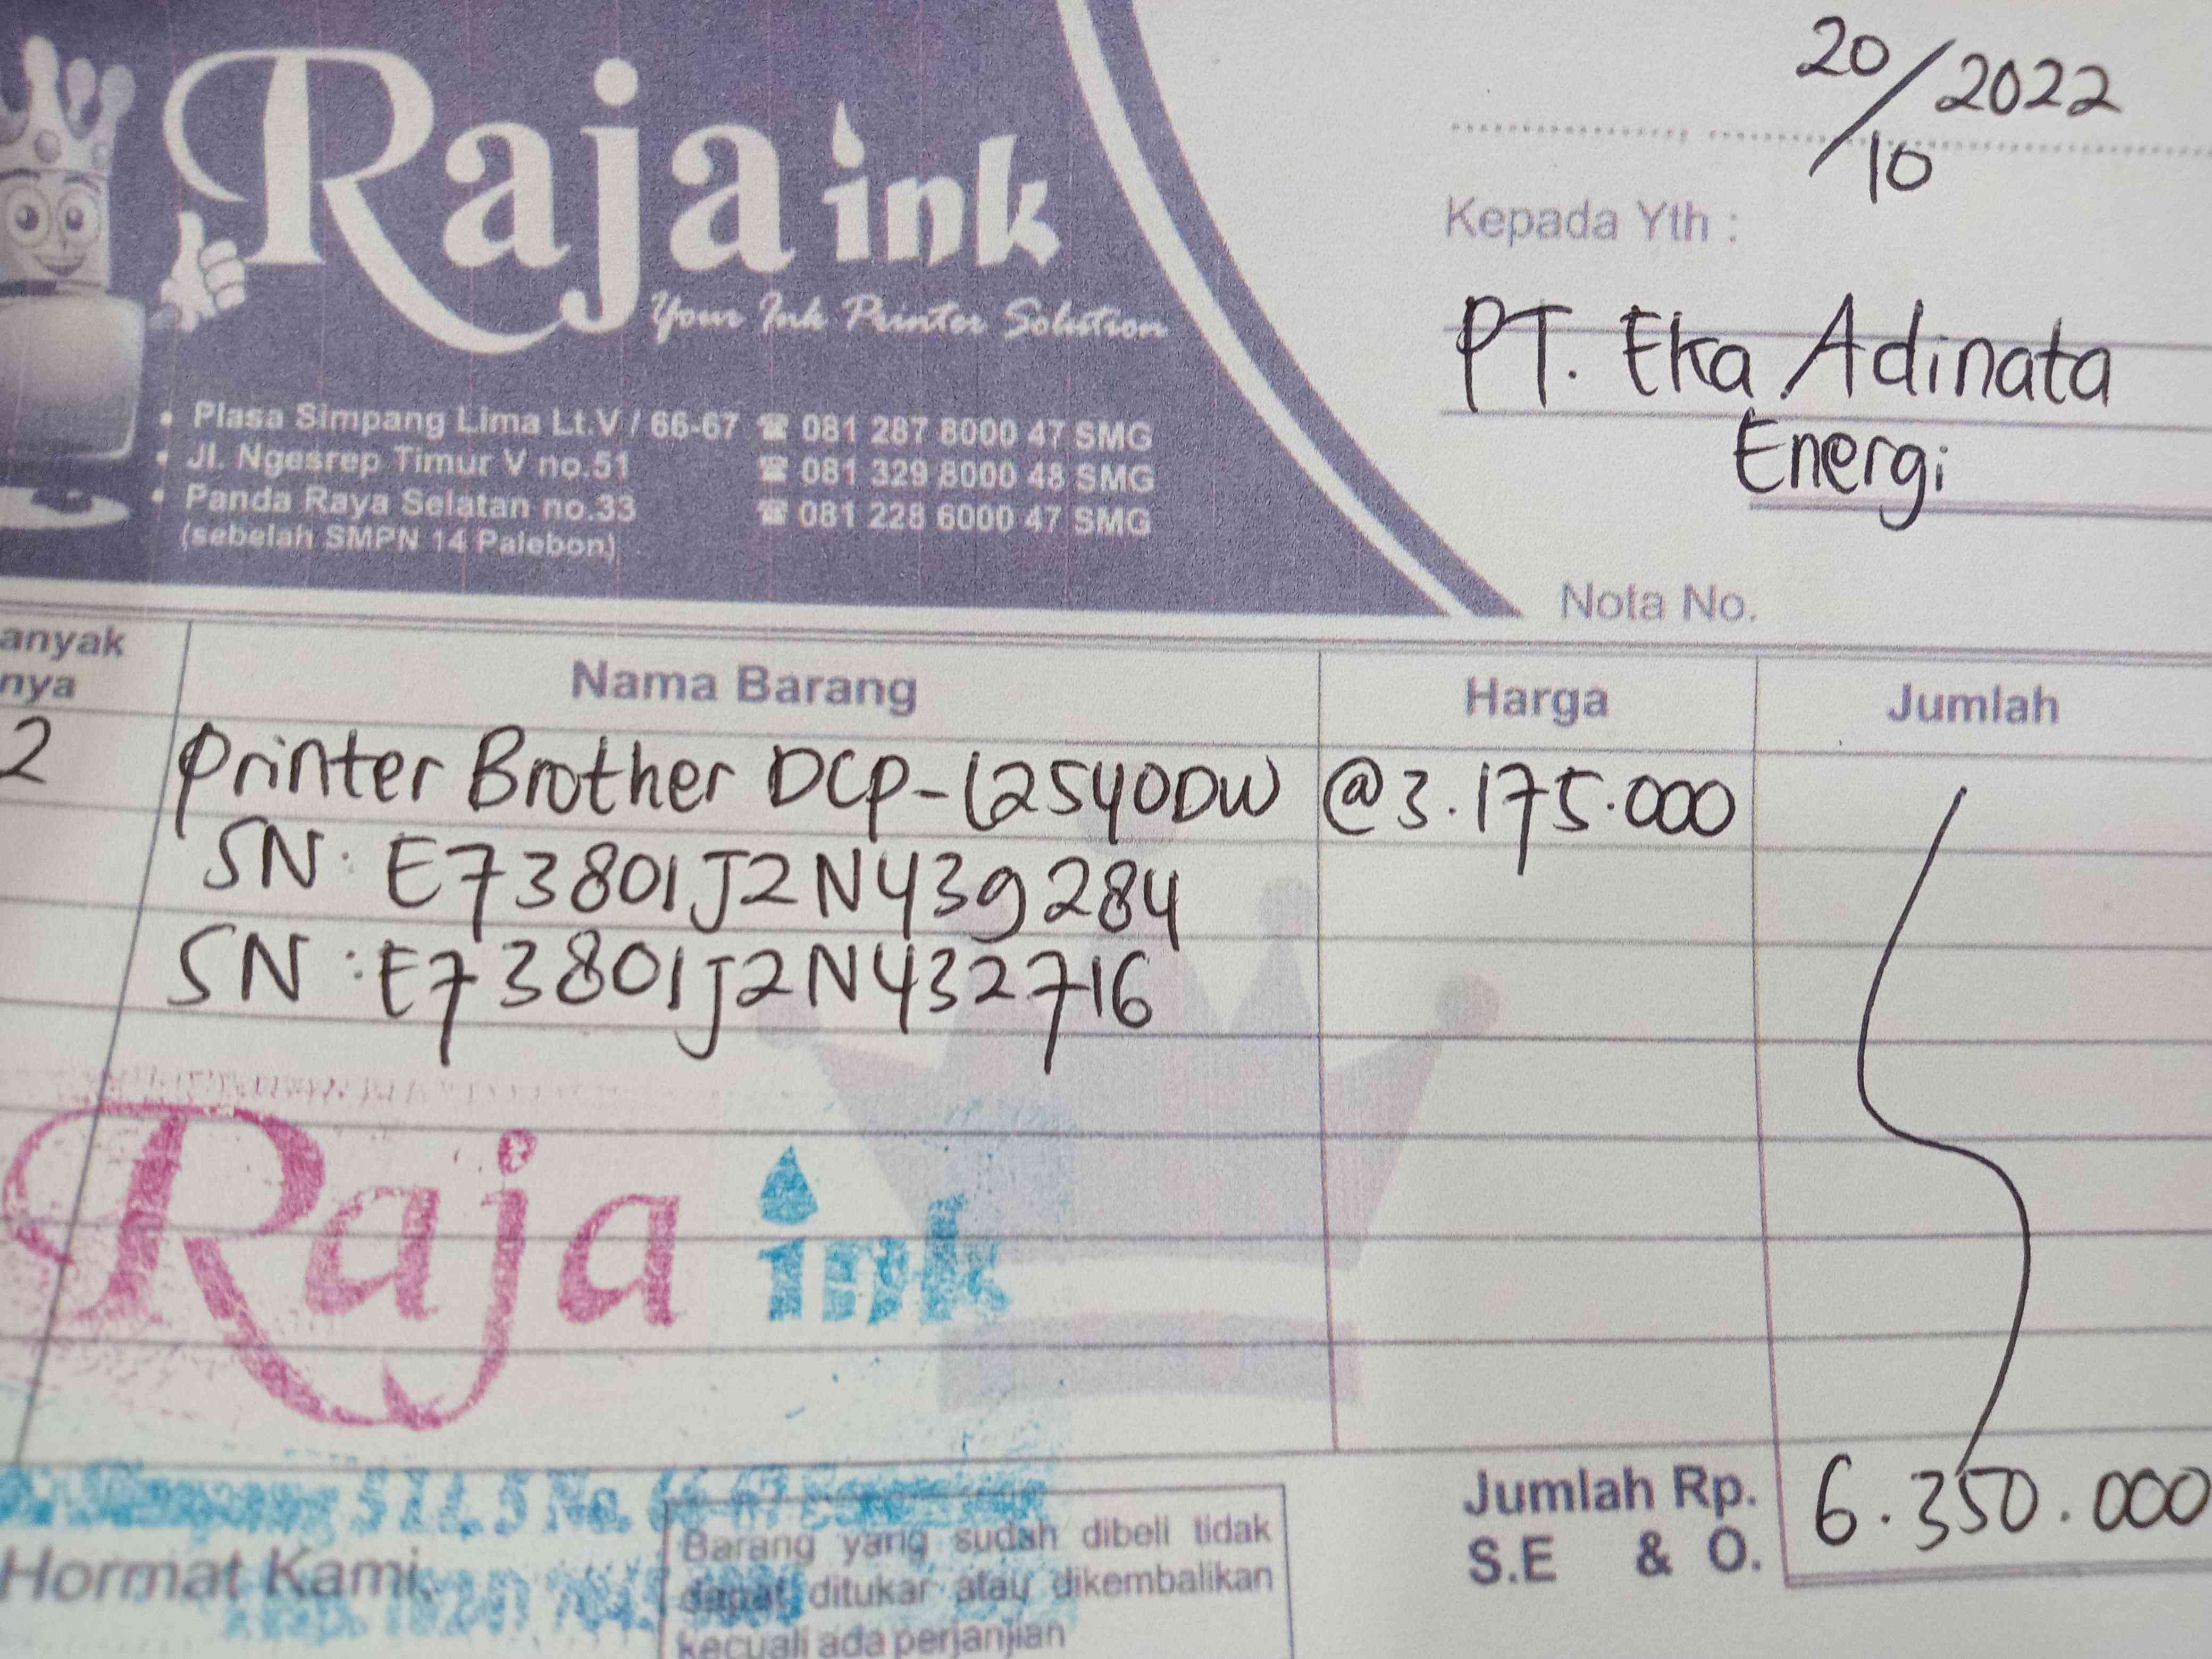 Raja ink
Your Ink Printer Solution
• Plasa Simpang Lima Lt.V / 66-67 ☎ 081 287 8000 47 SMG
• Jl. Ngesrep Timur V no.51 ☎ 081 329 8000 48 SMG
• Panda Raya Selatan no.33 ☎ 081 228 6000 47 SMG
(sebelah SMPN 14 Palebon)
20/10/2022
Kepada Yth :
PT. Eka Adinata
Energi
Nota No.
anyak
nya
Nama Barang
Harga
Jumlah
2 Printer Brother DCP-L2540DW @3.175.000
SN: E73801J2N439284
SN: E73801J2N432716
Raja ink
Jumlah Rp. 6.350.000
S.E & O.
Hormat Kami,
Barang yang sudah dibeli tidak
dapat ditukar atau dikembalikan
kecuali ada perjanjian